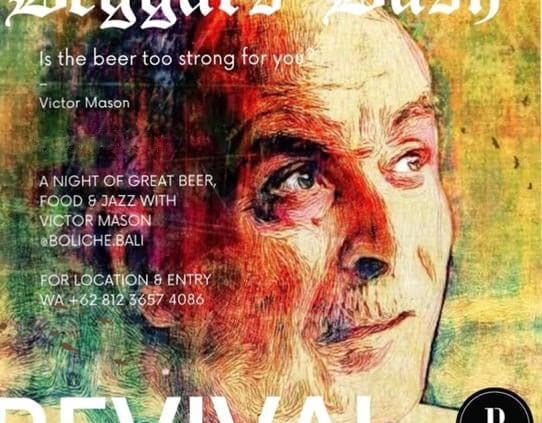 Beggars Bush
Is the beer too strong for you?"
Victor Mason
A NIGHT OF GREAT BEER,
FOOD & JAZZ WITH
VICTOR MASON
@BOLICHE.BALI
FOR LOCATION & ENTRY
WA +62 812 3657 4086
REVIVAL